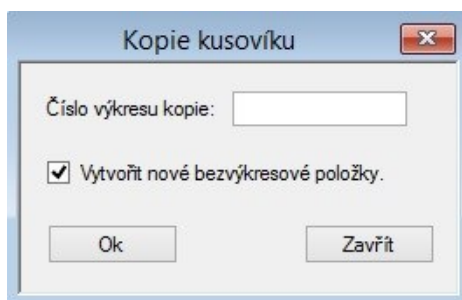 Kopie kusovíku
Číslo výkresu kopie:
Vytvořit nové bezvýkresové položky.
Ok
Zavřít